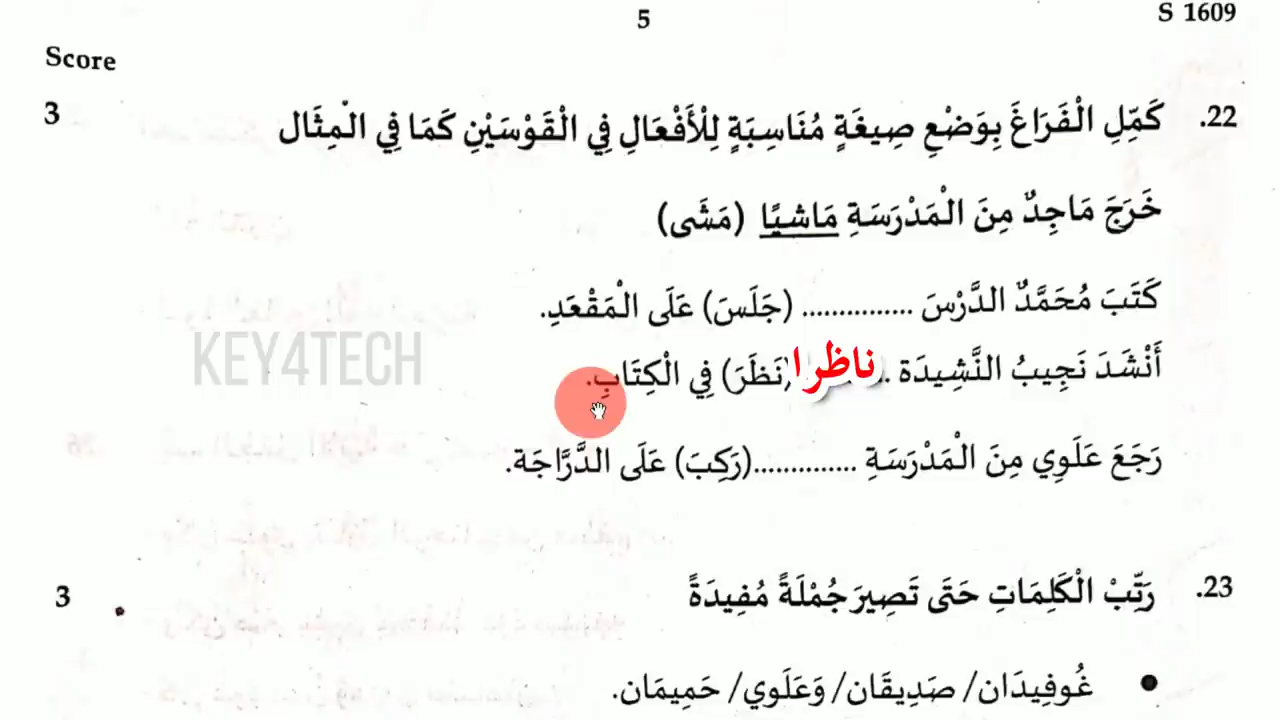 5
S 1609
Score
22. كَمِّلِ الْفَرَاغَ بِوَضْعِ صِيغَةٍ مُنَاسِبَةٍ لِلْأَفْعَالِ فِي الْقَوْسَيْنِ كَمَا فِي الْمِثَال 3
خَرَجَ مَاجِدٌ مِنَ الْمَدْرَسَةِ مَاشيًا (مَشَى)
كَتَبَ مُحَمَّدٌ الدَّرْسَ ............... (جَلَسَ) عَلَى الْمَقْعَدِ.
أَنْشَدَ نَجِيبُ النَّشِيدَة .. ناظرا (نَظَرَ) فِي الْكِتَابِ.
KEY4TECH
رَجَعَ عَلَوِي مِنَ الْمَدْرَسَةِ ..............(رَكِبَ) عَلَى الدَّرَّاجَة.
23. رَتِّبْ الْكَلِمَاتِ حَتَى تَصِيرَ جُمْلَةً مُفِيدَةً 3
● غُوفِيدَان/ صَدِيقَان/ وَعَلَوي/ حَمِيمَان.